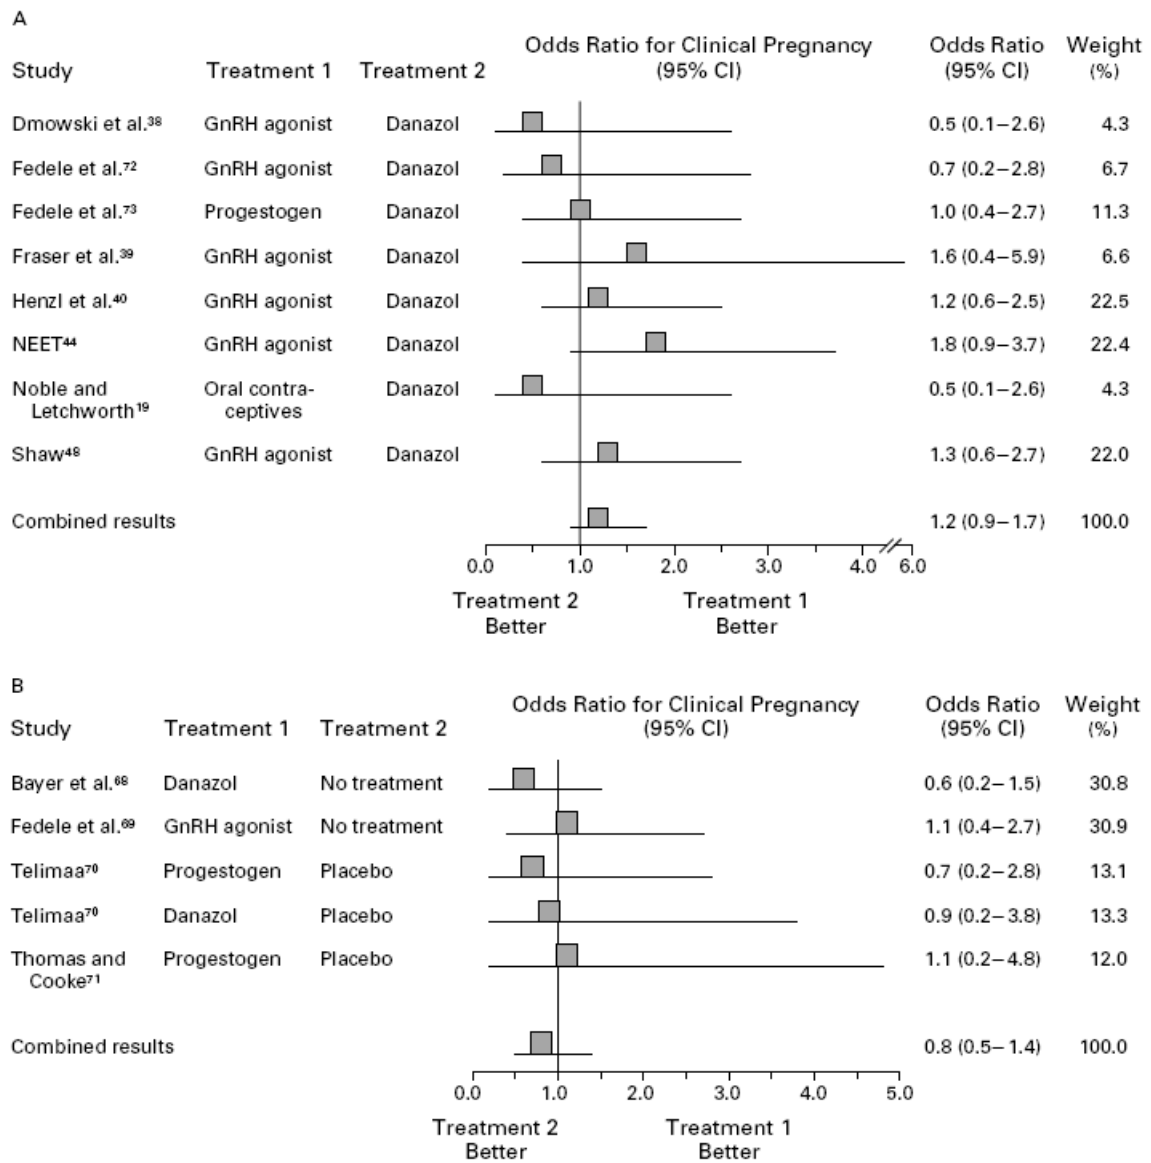 A
Odds Ratio for Clinical Pregnancy Odds Ratio Weight
Study Treatment 1 Treatment 2 (95% CI) (95% CI) (%)
Dmowski et al.³⁸ GnRH agonist Danazol 0.5 (0.1–2.6) 4.3
Fedele et al.⁷² GnRH agonist Danazol 0.7 (0.2–2.8) 6.7
Fedele et al.⁷³ Progestogen Danazol 1.0 (0.4–2.7) 11.3
Fraser et al.³⁹ GnRH agonist Danazol 1.6 (0.4–5.9) 6.6
Henzl et al.⁴⁰ GnRH agonist Danazol 1.2 (0.6–2.5) 22.5
NEET⁴⁴ GnRH agonist Danazol 1.8 (0.9–3.7) 22.4
Noble and Oral contra- Danazol 0.5 (0.1–2.6) 4.3
Letchworth¹⁹ ceptives
Shaw⁴⁸ GnRH agonist Danazol 1.3 (0.6–2.7) 22.0
Combined results 1.2 (0.9–1.7) 100.0
0.0 1.0 2.0 3.0 4.0 6.0
Treatment 2 Treatment 1
Better Better
B
Odds Ratio for Clinical Pregnancy Odds Ratio Weight
Study Treatment 1 Treatment 2 (95% CI) (95% CI) (%)
Bayer et al.⁶⁸ Danazol No treatment 0.6 (0.2–1.5) 30.8
Fedele et al.⁶⁹ GnRH agonist No treatment 1.1 (0.4–2.7) 30.9
Telimaa⁷⁰ Progestogen Placebo 0.7 (0.2–2.8) 13.1
Telimaa⁷⁰ Danazol Placebo 0.9 (0.2–3.8) 13.3
Thomas and Progestogen Placebo 1.1 (0.2–4.8) 12.0
Cooke⁷¹
Combined results 0.8 (0.5–1.4) 100.0
0.0 1.0 2.0 3.0 4.0 5.0
Treatment 2 Treatment 1
Better Better